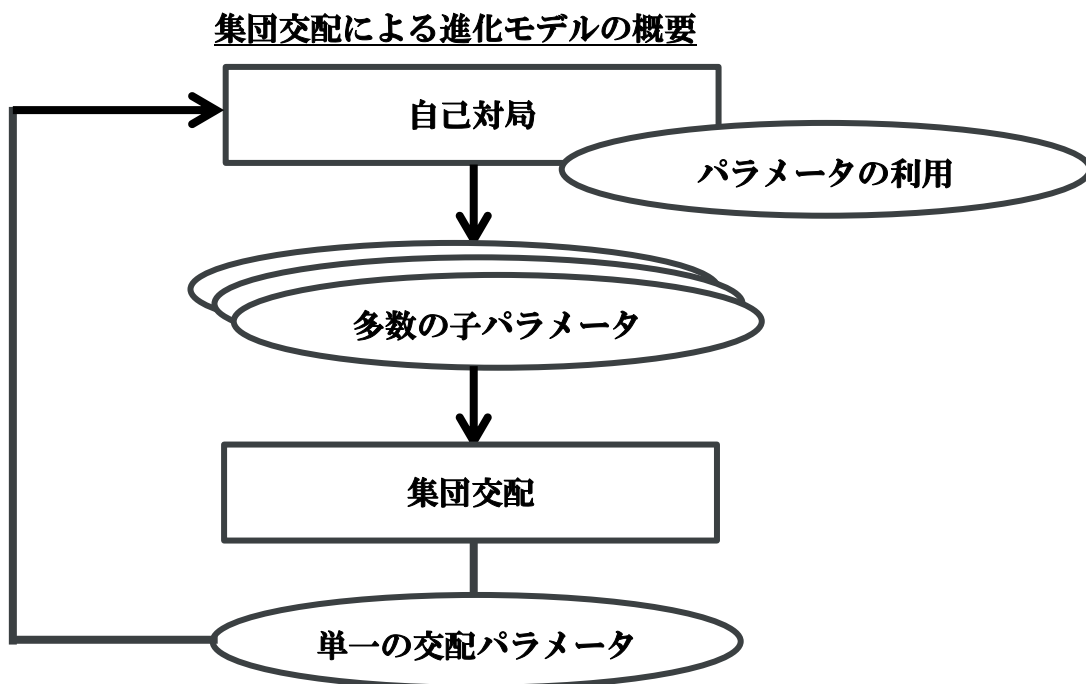 集団交配による進化モデルの概要
自己対局
パラメータの利用
多数の子パラメータ
集団交配
単一の交配パラメータ